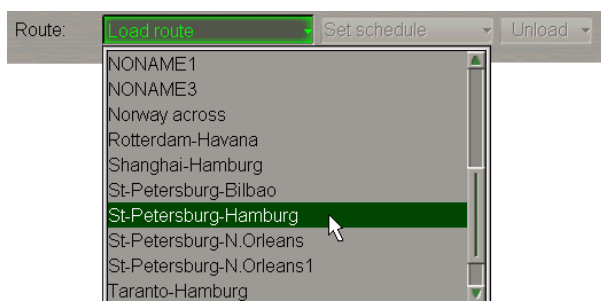 Route: Load route Set schedule Unload
NONAME1
NONAME3
Norway across
Rotterdam-Havana
Shanghai-Hamburg
St-Petersburg-Bilbao
St-Petersburg-Hamburg
St-Petersburg-N.Orleans
St-Petersburg-N.Orleans1
Taranto-Hamburg